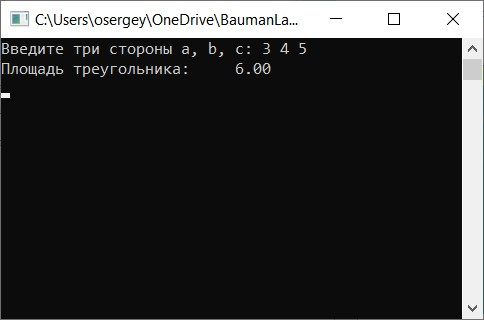 C:\Users\osergey\OneDrive\BaumanLa...
Введите три стороны a, b, c: 3 4 5
Площадь треугольника:     6.00